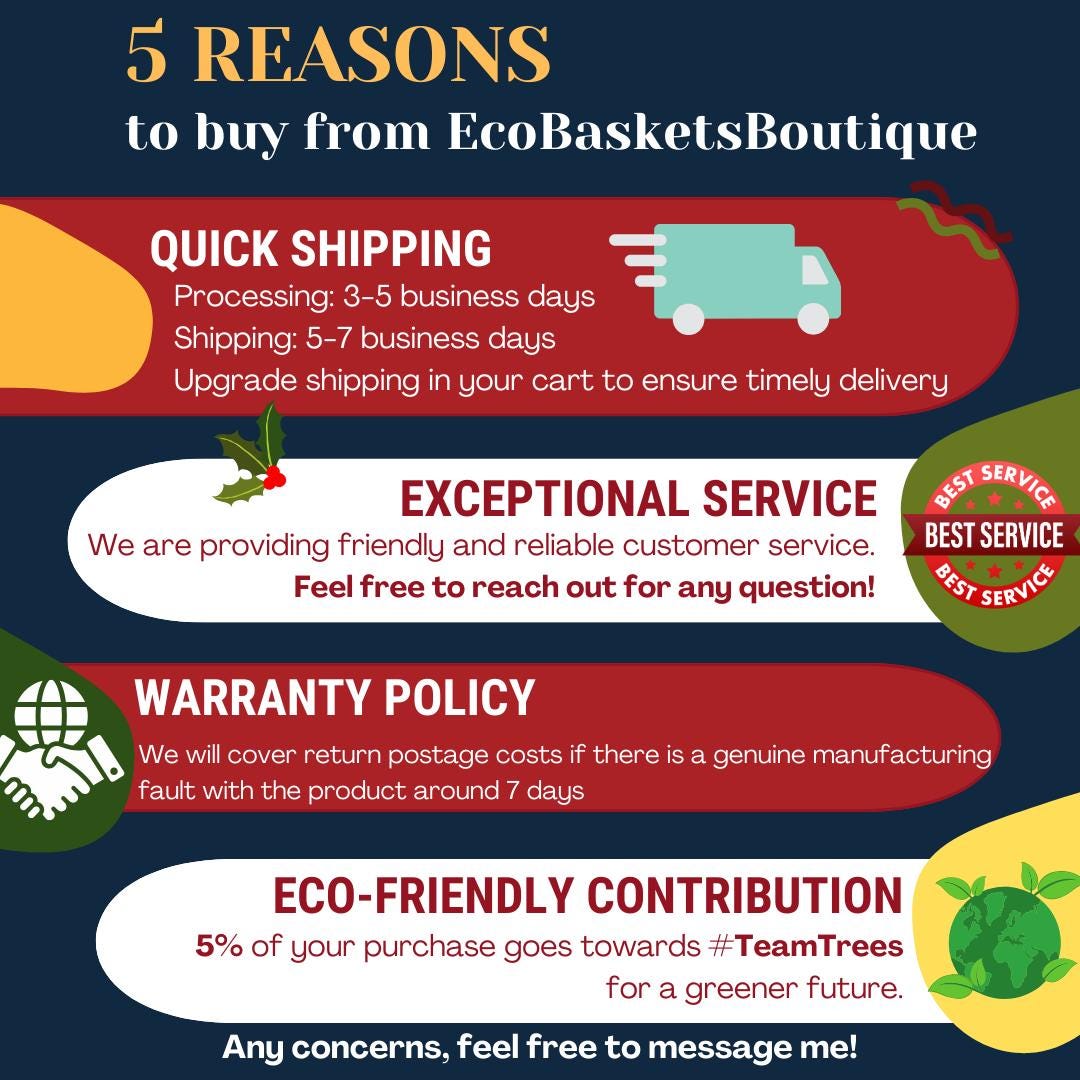 5 REASONS
to buy from EcoBasketsBoutique
QUICK SHIPPING
Processing: 3-5 business days
Shipping: 5-7 business days
Upgrade shipping in your cart to ensure timely delivery
EXCEPTIONAL SERVICE
We are providing friendly and reliable customer service.
Feel free to reach out for any question!
BEST SERVICE
BEST SERVICE
BEST SERVICE
WARRANTY POLICY
We will cover return postage costs if there is a genuine manufacturing
fault with the product around 7 days
ECO-FRIENDLY CONTRIBUTION
5% of your purchase goes towards #TeamTrees
for a greener future.
Any concerns, feel free to message me!